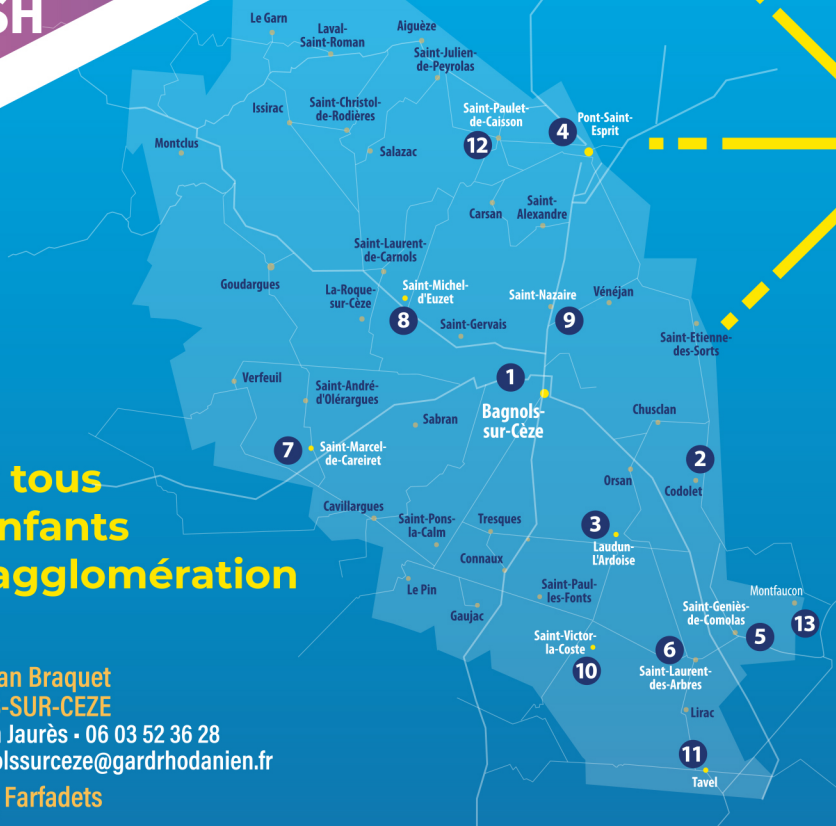 SH
Le Garn
Laval-
Saint-Roman
Aiguèze
Saint-Julien-
de-Peyrolas
Issirac
Saint-Christol-
de-Rodières
Saint-Paulet-
de-Caisson
12
4
Pont-Saint-
Esprit
Montclus
Salazac
Carsan
Saint-
Alexandre
Saint-Laurent-
de-Carnols
Goudargues
La-Roque-
sur-Cèze
Saint-Michel-
d'Euzet
8
Saint-Gervais
Saint-Nazaire
9
Vénéjan
Saint-Etienne-
des-Sorts
Verfeuil
Saint-André-
d'Olérargues
1
Bagnols-
sur-Cèze
Sabran
Chusclan
7
Saint-Marcel-
de-Careiret
2
Codolet
Orsan
tous
nfants
agglomération
Cavillargues
Saint-Pons-
la-Calm
Tresques
3
Laudun-
L'Ardoise
Connaux
Le Pin
Gaujac
Saint-Paul-
les-Fonts
Montfaucon
13
Saint-Geniès-
de-Comolas
5
Saint-Victor-
la-Coste
10
6
Saint-Laurent-
des-Arbres
Lirac
11
Tavel
an Braquet
-SUR-CEZE
Jaurès - 06 03 52 36 28
olssurceze@gardrhodanien.fr
Farfadets